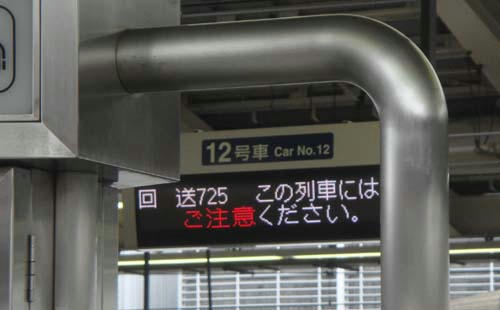 12号車 Car No.12
回 送725 この列車には
ご注意ください。